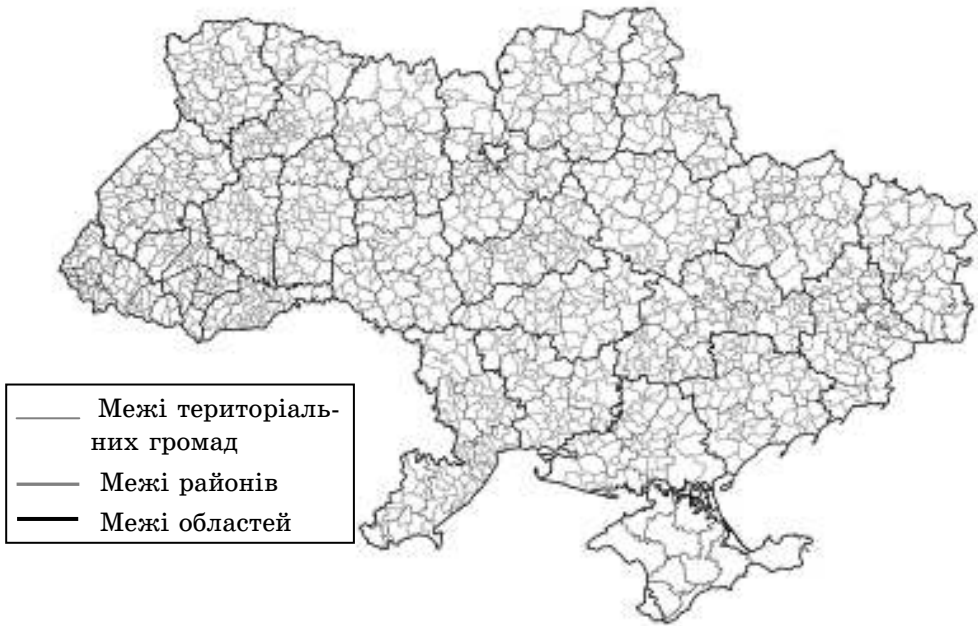 Межі територіаль-
них громад
Межі районів
Межі областей